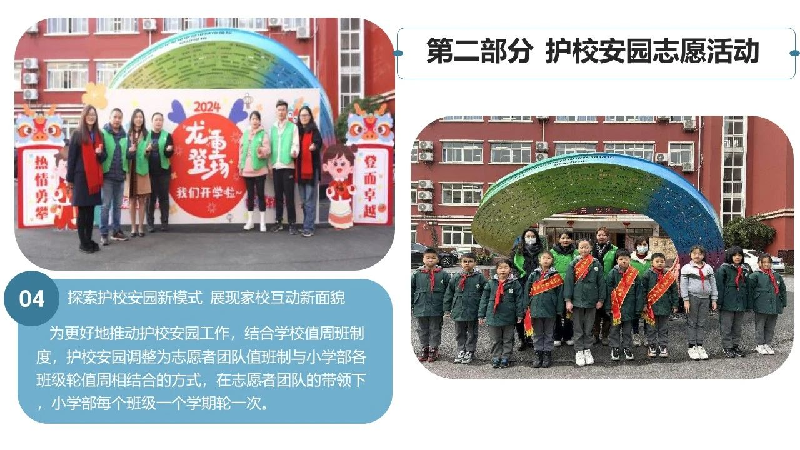 第二部分 护校安园志愿活动
2024
龙重
登场
我们开学啦~
热情勇攀
登而卓越
04
探索护校安园新模式 展现家校互动新面貌
为更好地推动护校安园工作，结合学校值周班制
度，护校安园调整为志愿者团队值班制与小学部各
班级轮值周相结合的方式，在志愿者团队的带领下
，小学部每个班级一个学期轮一次。